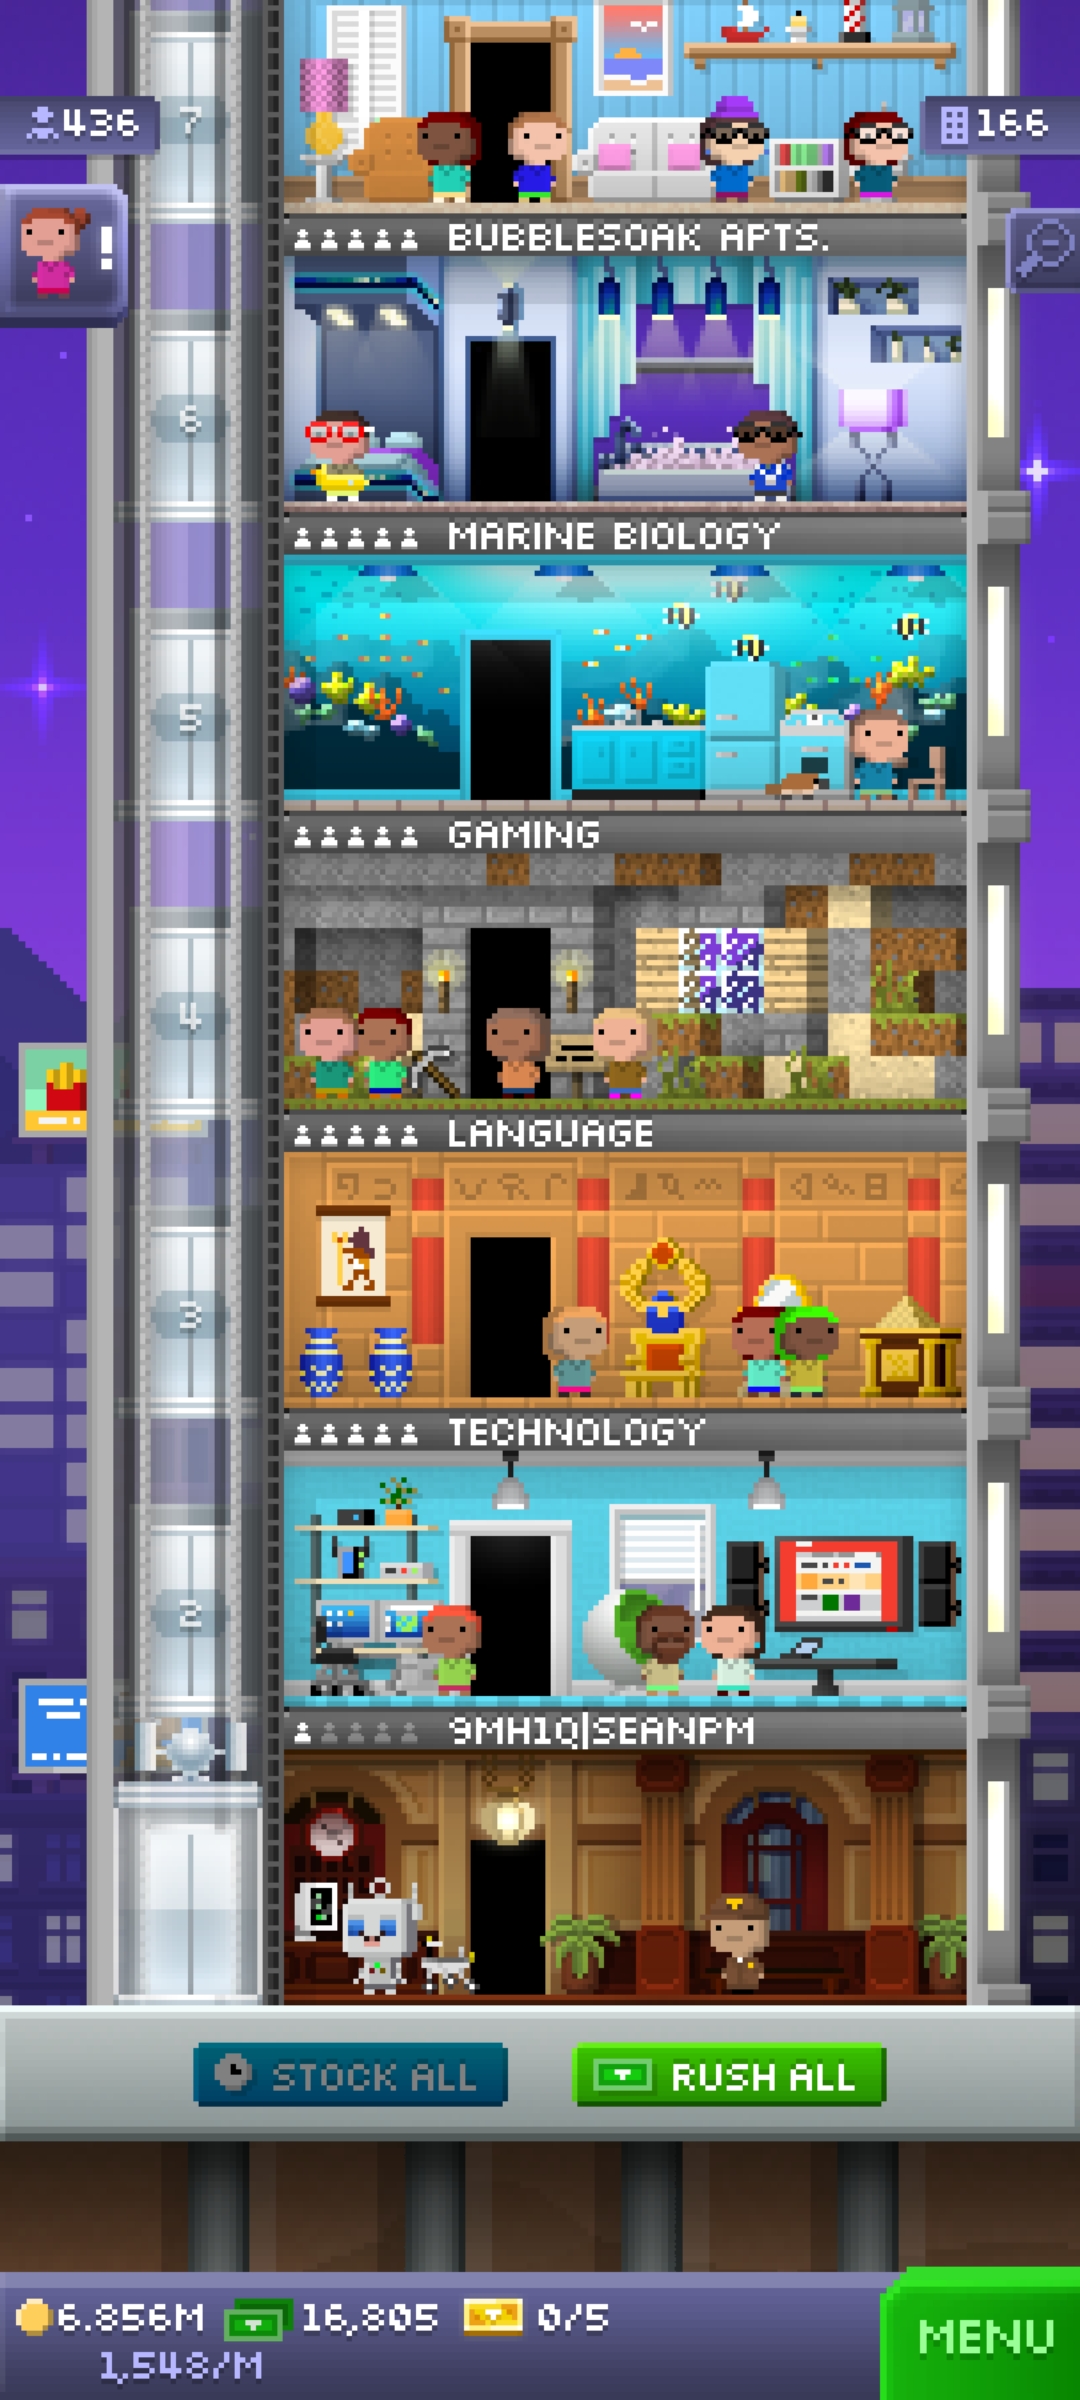 436
7
166
!
BUBBLESOAK APTS.
6
MARINE BIOLOGY
5
GAMING
4
LANGUAGE
3
TECHNOLOGY
2
9MH1Q|SEANPM
STOCK ALL
RUSH ALL
6.856M
16,805
0/5
1,548/M
MENU